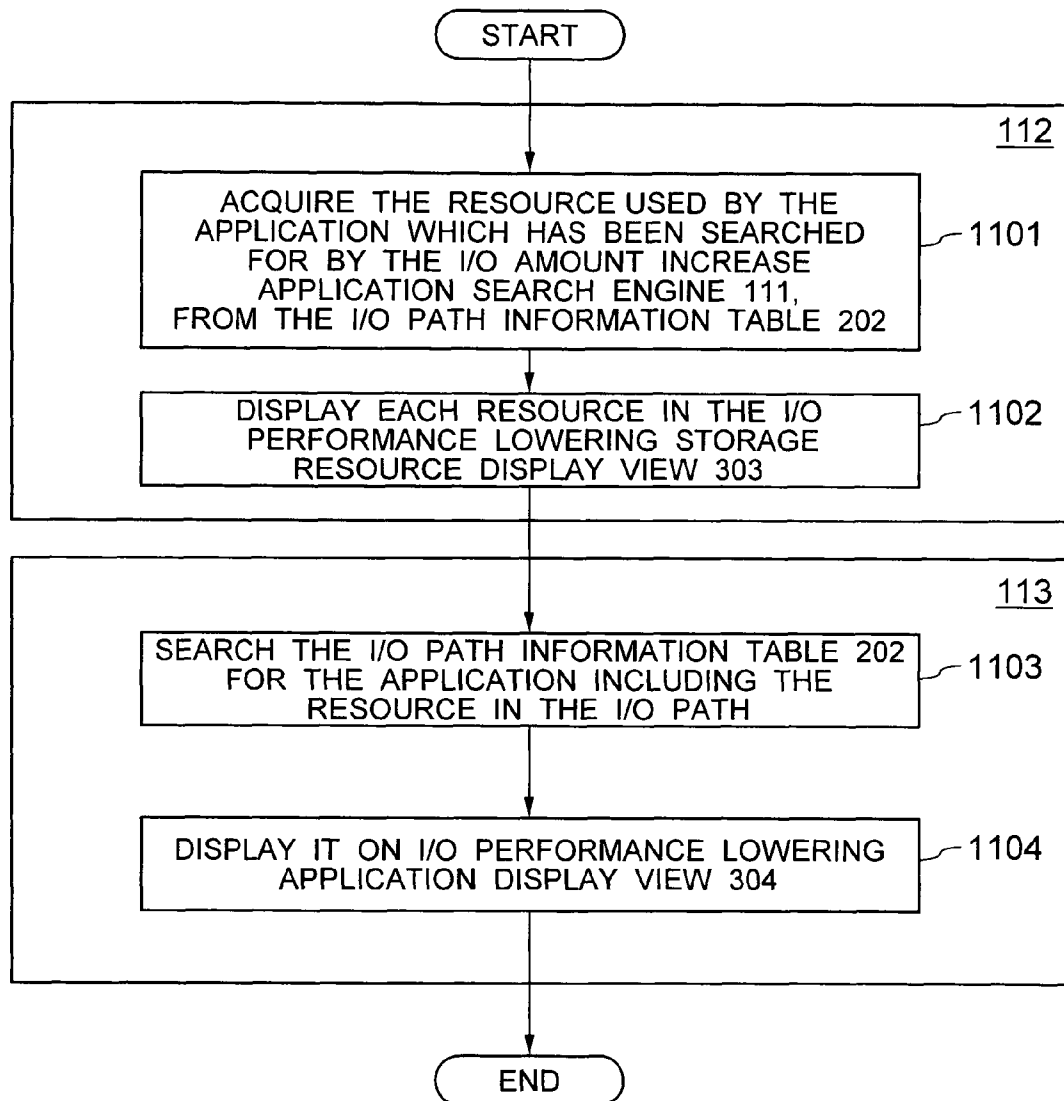 START
112
ACQUIRE THE RESOURCE USED BY THE
APPLICATION WHICH HAS BEEN SEARCHED
FOR BY THE I/O AMOUNT INCREASE
APPLICATION SEARCH ENGINE 111,
FROM THE I/O PATH INFORMATION TABLE 202
1101
DISPLAY EACH RESOURCE IN THE I/O
PERFORMANCE LOWERING STORAGE
RESOURCE DISPLAY VIEW 303
1102
113
SEARCH THE I/O PATH INFORMATION TABLE 202
FOR THE APPLICATION INCLUDING THE
RESOURCE IN THE I/O PATH
1103
DISPLAY IT ON I/O PERFORMANCE LOWERING
APPLICATION DISPLAY VIEW 304
1104
END